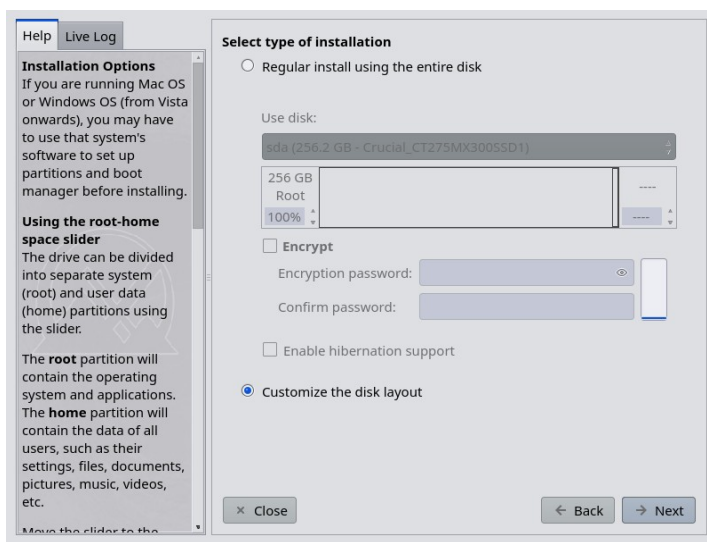 Help
Live Log
Installation Options
If you are running Mac OS
or Windows OS (from Vista
onwards), you may have
to use that system's
software to set up
partitions and boot
manager before installing.
Using the root-home
space slider
The drive can be divided
into separate system
(root) and user data
(home) partitions using
the slider.
The root partition will
contain the operating
system and applications.
The home partition will
contain the data of all
users, such as their
settings, files, documents,
pictures, music, videos,
etc.
Move the slider to the
Select type of installation
Regular install using the entire disk
Use disk:
sda (256.2 GB - Crucial_CT275MX300SSD1)
256 GB
Root
100%
----
----
Encrypt
Encryption password:
Confirm password:
Enable hibernation support
Customize the disk layout
Close
Back
Next